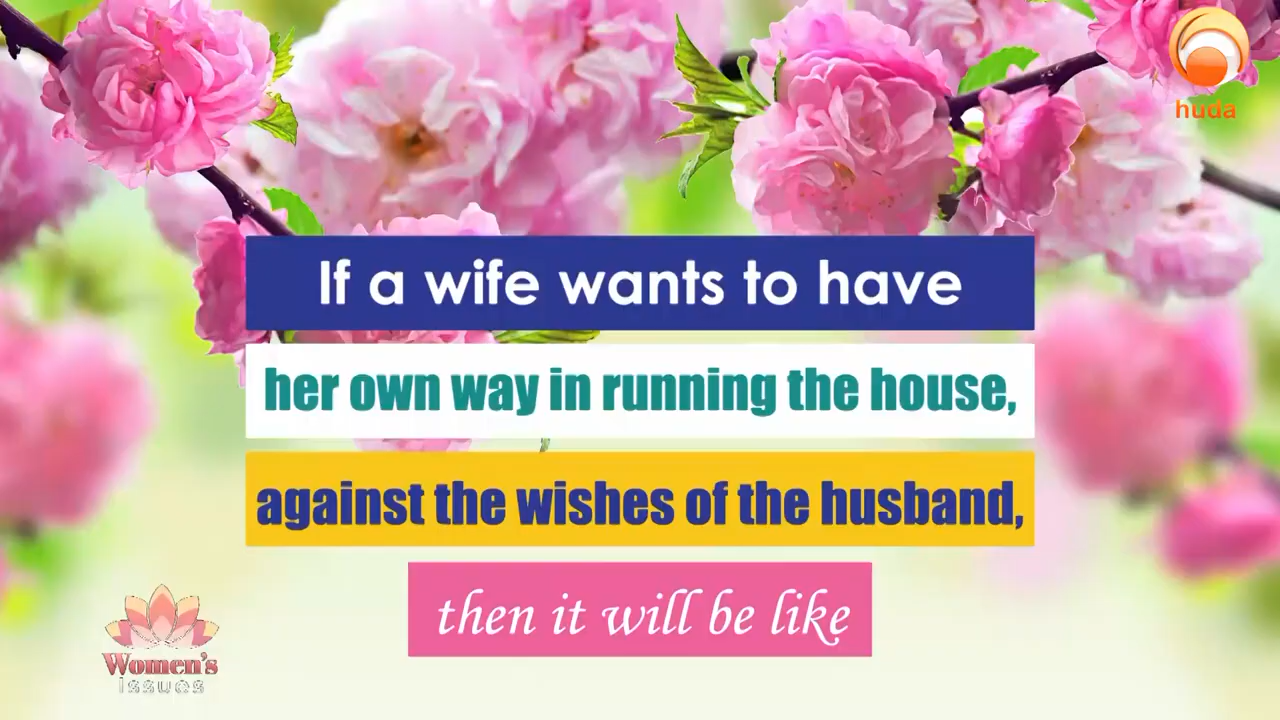 huda
If a wife wants to have
her own way in running the house,
against the wishes of the husband,
then it will be like
Women's
issues